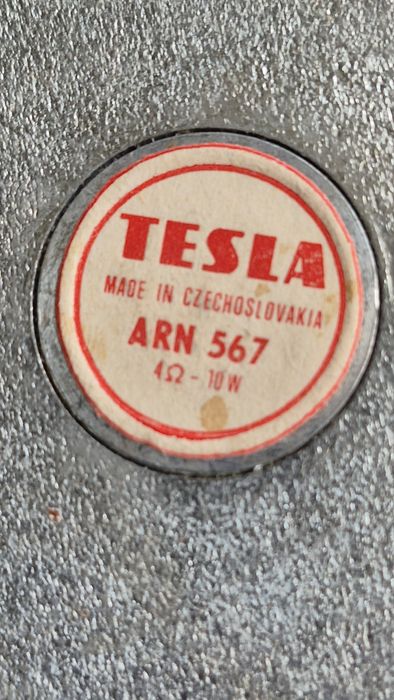 TESLA
MADE IN CZECHOSLOVAKIA
ARN 567
4Ω - 10W